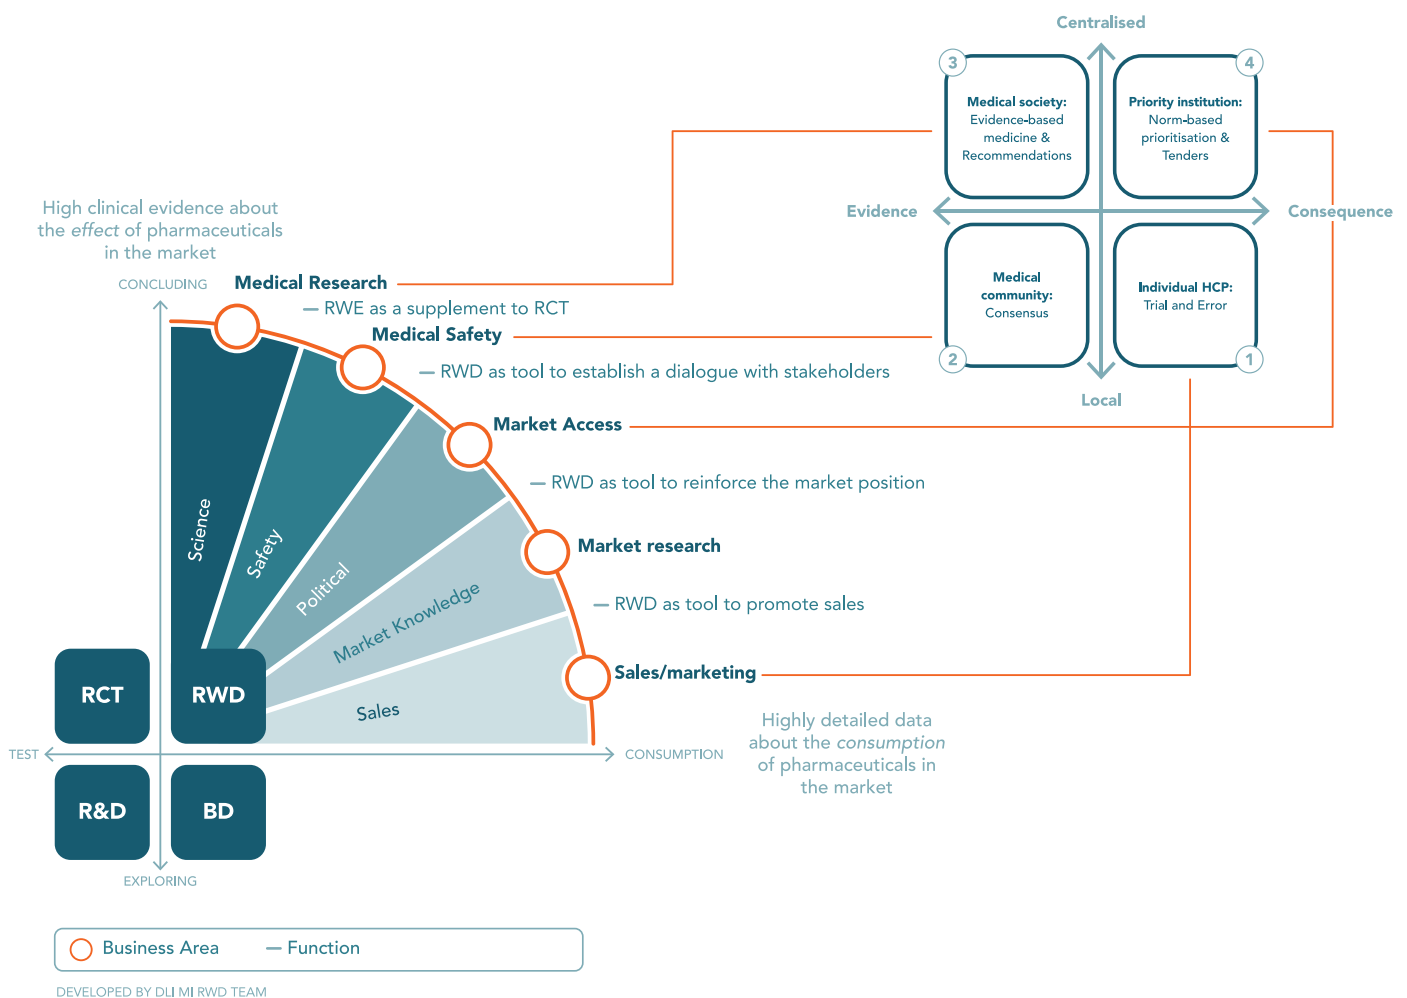 Centralised
3
4
Medical society:
Evidence-based
medicine &
Recommendations
Priority institution:
Norm-based
prioritisation &
Tenders
Evidence
Consequence
Medical
community:
Consensus
Individual HCP:
Trial and Error
2
1
Local
High clinical evidence about
the effect of pharmaceuticals
in the market
CONCLUDING
Medical Research
— RWE as a supplement to RCT
Medical Safety
— RWD as tool to establish a dialogue with stakeholders
Market Access
— RWD as tool to reinforce the market position
Market research
— RWD as tool to promote sales
Sales/marketing
Science
Safety
Political
Market Knowledge
Sales
RCT
RWD
TEST
CONSUMPTION
Highly detailed data
about the consumption
of pharmaceuticals in
the market
R&D
BD
EXPLORING
Business Area
— Function
DEVELOPED BY DLI MI RWD TEAM